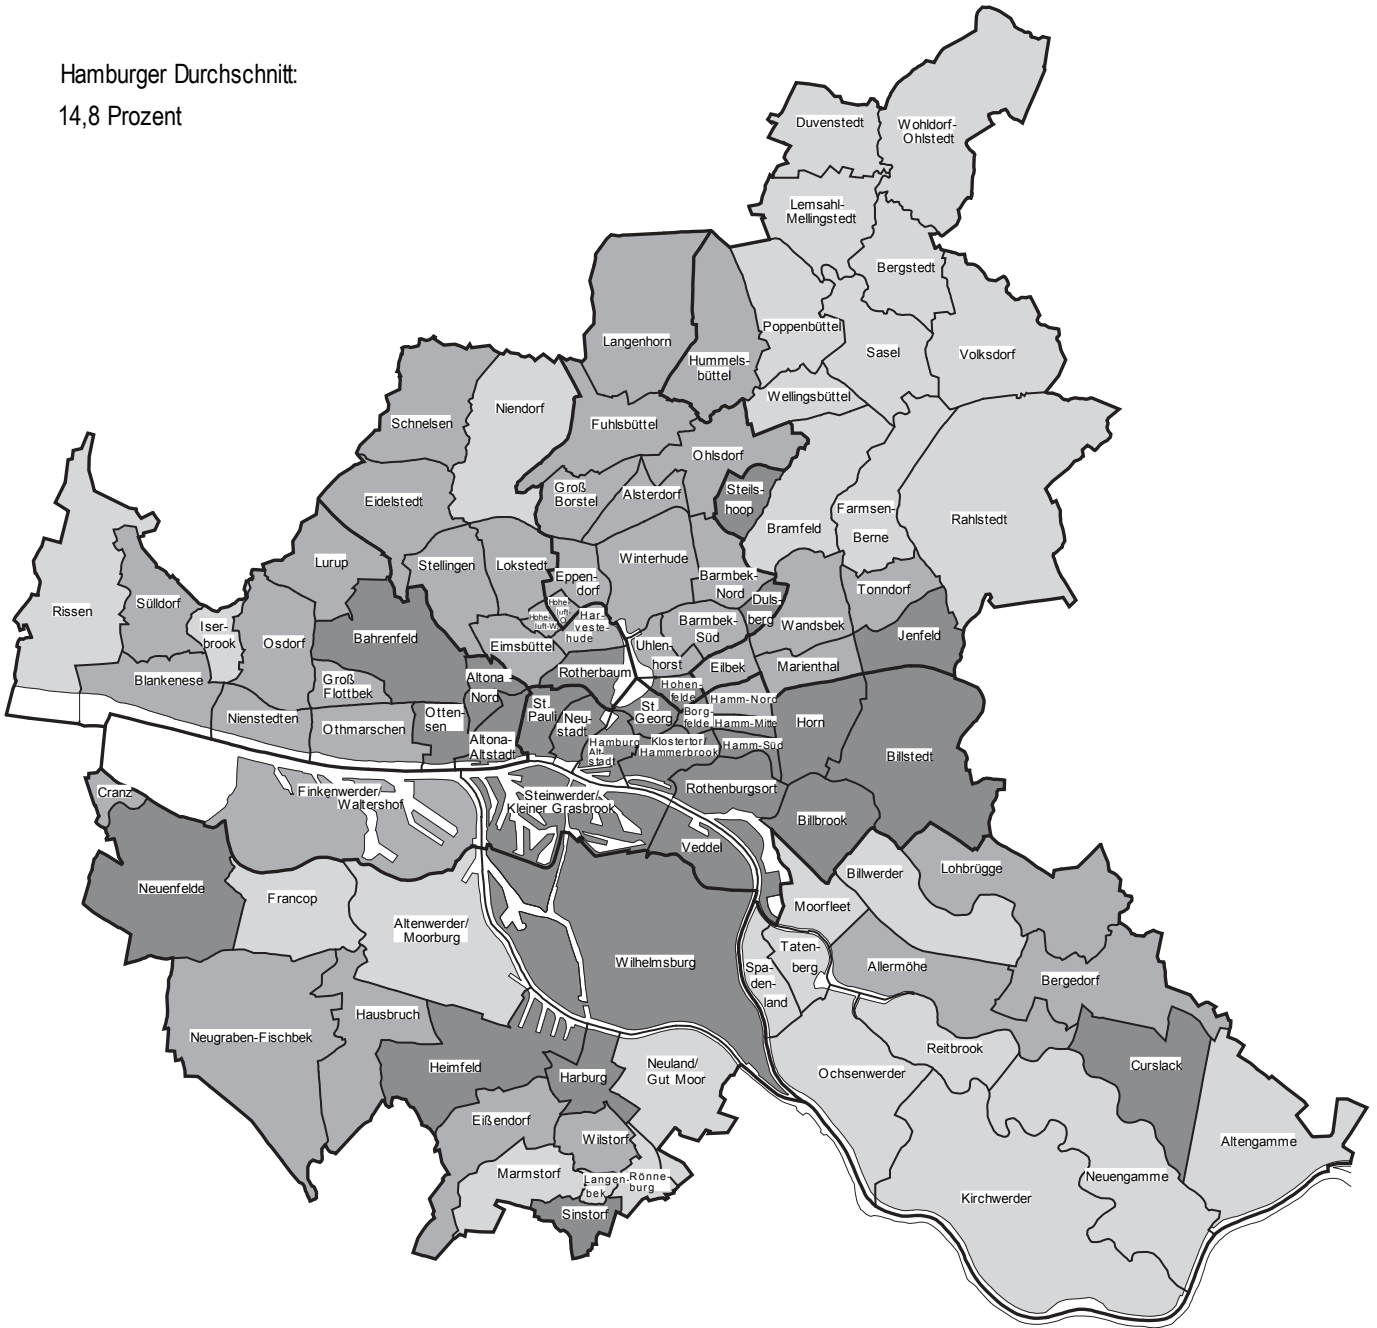 Hamburger Durchschnitt:
14,8 Prozent
Duvenstedt
Wohldorf-
Ohlstedt
Lemsahl-
Mellingstedt
Bergstedt
Poppenbüttel
Sasel
Volksdorf
Langenhorn
Hummels-
büttel
Wellingsbüttel
Schnelsen
Niendorf
Fuhlsbüttel
Ohlsdorf
Eidelstedt
Groß
Borstel
Alsterdorf
Steils-
hoop
Bramfeld
Farmsen-
Berne
Rahlstedt
Lurup
Stellingen
Lokstedt
Eppen-
dorf
Winterhude
Barmbek-
Nord
Duls-
berg
Tonndorf
Rissen
Sülldorf
Iser-
brook
Osdorf
Bahrenfeld
Hohe-
luft-W.
Hohe-
luft-
O.
Har-
veste-
hude
Barmbek-
Süd
Wandsbek
Jenfeld
Blankenese
Groß
Flottbek
Eimsbüttel
Uhlen-
horst
Eilbek
Marienthal
Nienstedten
Othmarschen
Otten-
sen
Altona-
Nord
Rotherbaum
Hohen-
felde
Hamm-Nord
St.
Pauli
Neu-
stadt
St.
Georg
Borg-
felde
Hamm-Mitte
Horn
Altona-
Altstadt
Hamburg
Alt-
stadt
Klostertor/
Hammerbrook
Hamm-Süd
Billstedt
Cranz
Finkenwerder/
Waltershof
Steinwerder/
Kleiner Grasbrook
Rothenburgsort
Billbrook
Veddel
Neuenfelde
Francop
Altenwerder/
Moorburg
Wilhelmsburg
Moorfleet
Billwerder
Lohbrügge
Spa-
den-
land
Taten-
berg
Allermöhe
Bergedorf
Neugraben-Fischbek
Hausbruch
Heimfeld
Harburg
Neuland/
Gut Moor
Ochsenwerder
Reitbrook
Curslack
Eißendorf
Wilstorf
Marmstorf
Langen-
bek
Rönne-
burg
Sinstorf
Kirchwerder
Neuengamme
Altengamme